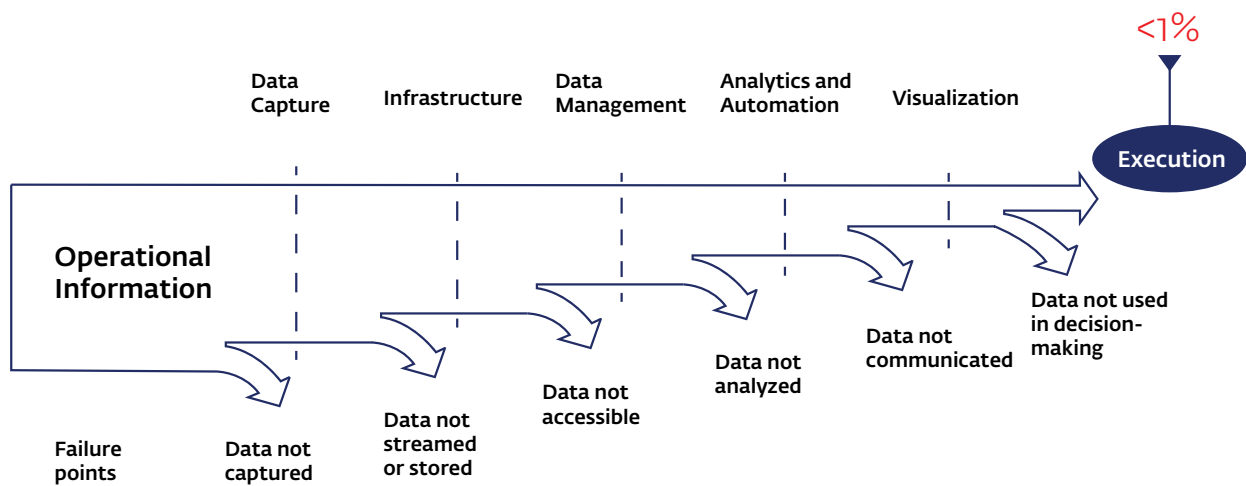 <1%
Data
Capture
Infrastructure
Data
Management
Analytics and
Automation
Visualization
Execution
Operational
Information
Failure
points
Data not
captured
Data not
streamed
or stored
Data not
accessible
Data not
analyzed
Data not
communicated
Data not used
in decision-
making